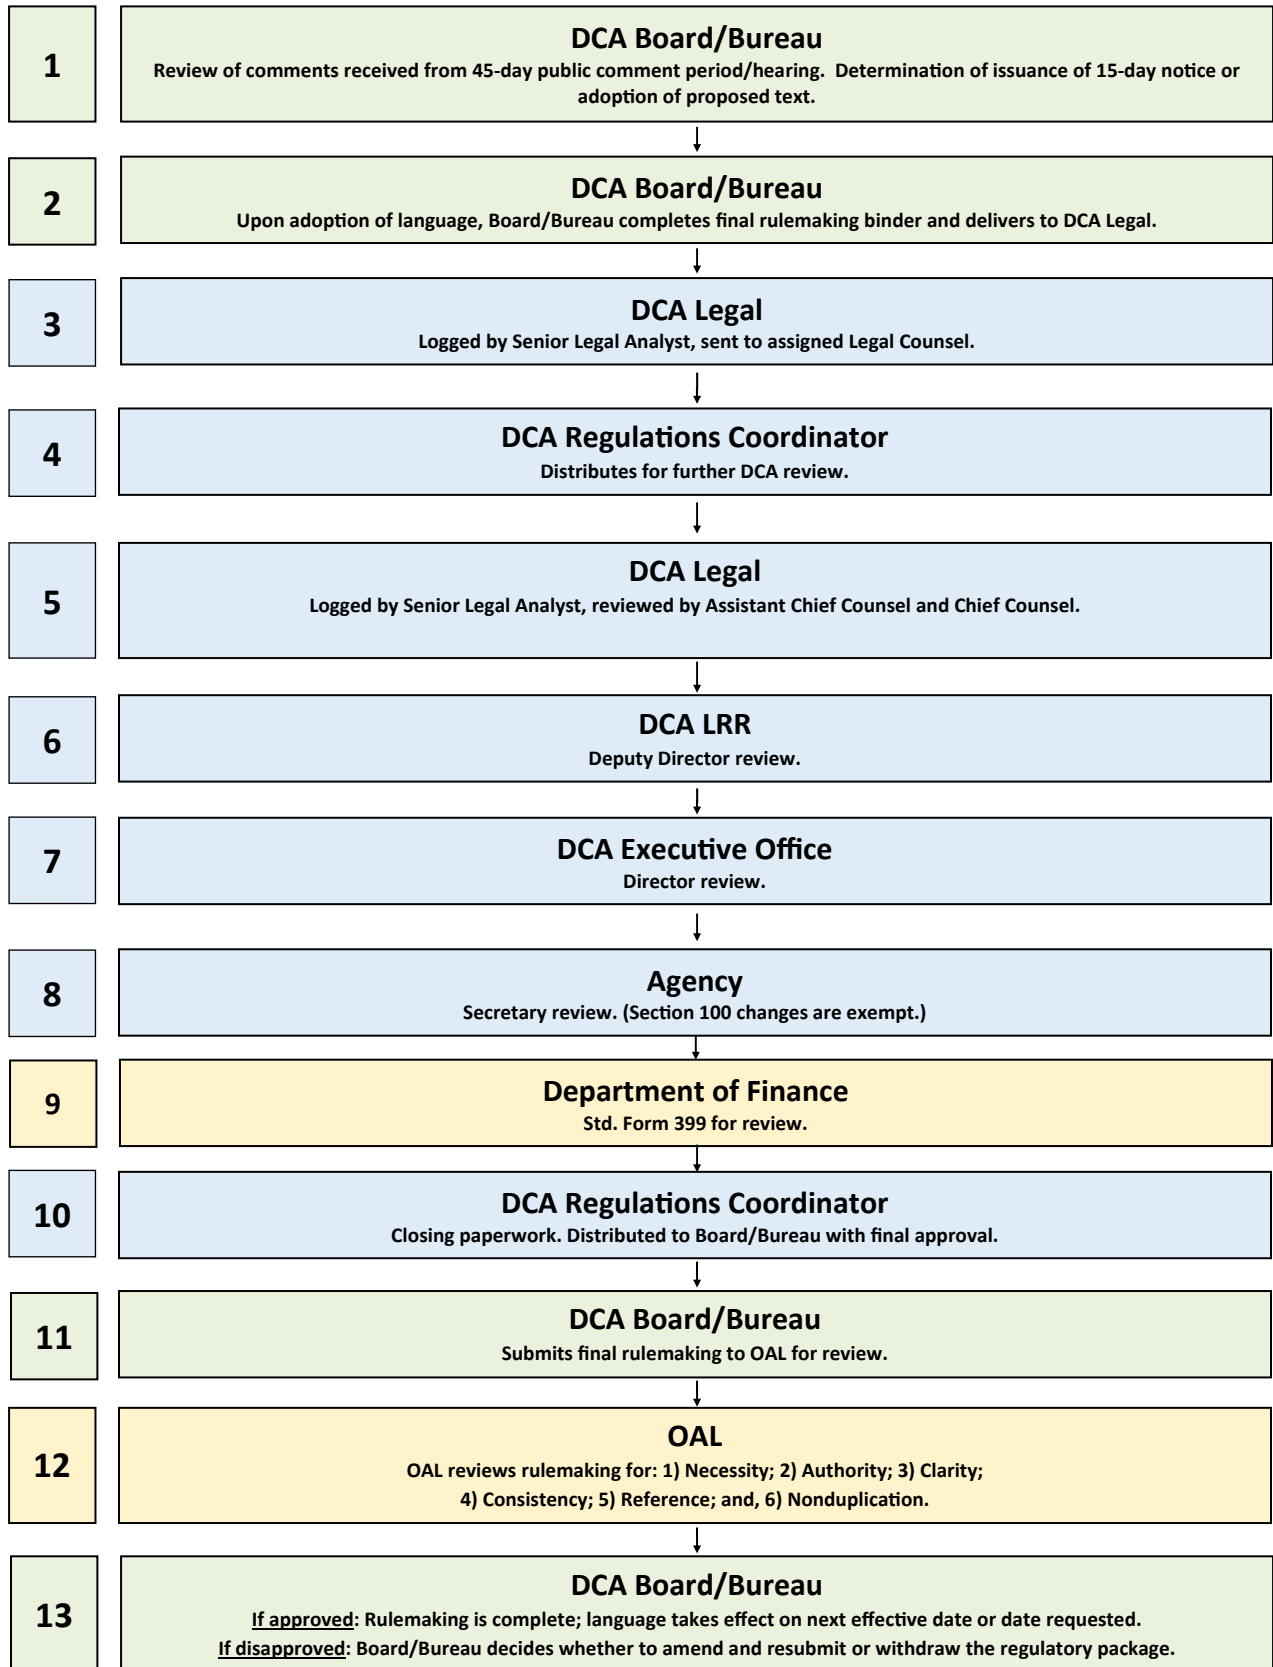 1
DCA Board/Bureau
Review of comments received from 45-day public comment period/hearing.  Determination of issuance of 15-day notice or
adoption of proposed text.
2
DCA Board/Bureau
Upon adoption of language, Board/Bureau completes final rulemaking binder and delivers to DCA Legal.
3
DCA Legal
Logged by Senior Legal Analyst, sent to assigned Legal Counsel.
4
DCA Regulations Coordinator
Distributes for further DCA review.
5
DCA Legal
Logged by Senior Legal Analyst, reviewed by Assistant Chief Counsel and Chief Counsel.
6
DCA LRR
Deputy Director review.
7
DCA Executive Office
Director review.
8
Agency
Secretary review. (Section 100 changes are exempt.)
9
Department of Finance
Std. Form 399 for review.
10
DCA Regulations Coordinator
Closing paperwork. Distributed to Board/Bureau with final approval.
11
DCA Board/Bureau
Submits final rulemaking to OAL for review.
12
OAL
OAL reviews rulemaking for: 1) Necessity; 2) Authority; 3) Clarity;
4) Consistency; 5) Reference; and, 6) Nonduplication.
13
DCA Board/Bureau
If approved: Rulemaking is complete; language takes effect on next effective date or date requested.
If disapproved: Board/Bureau decides whether to amend and resubmit or withdraw the regulatory package.